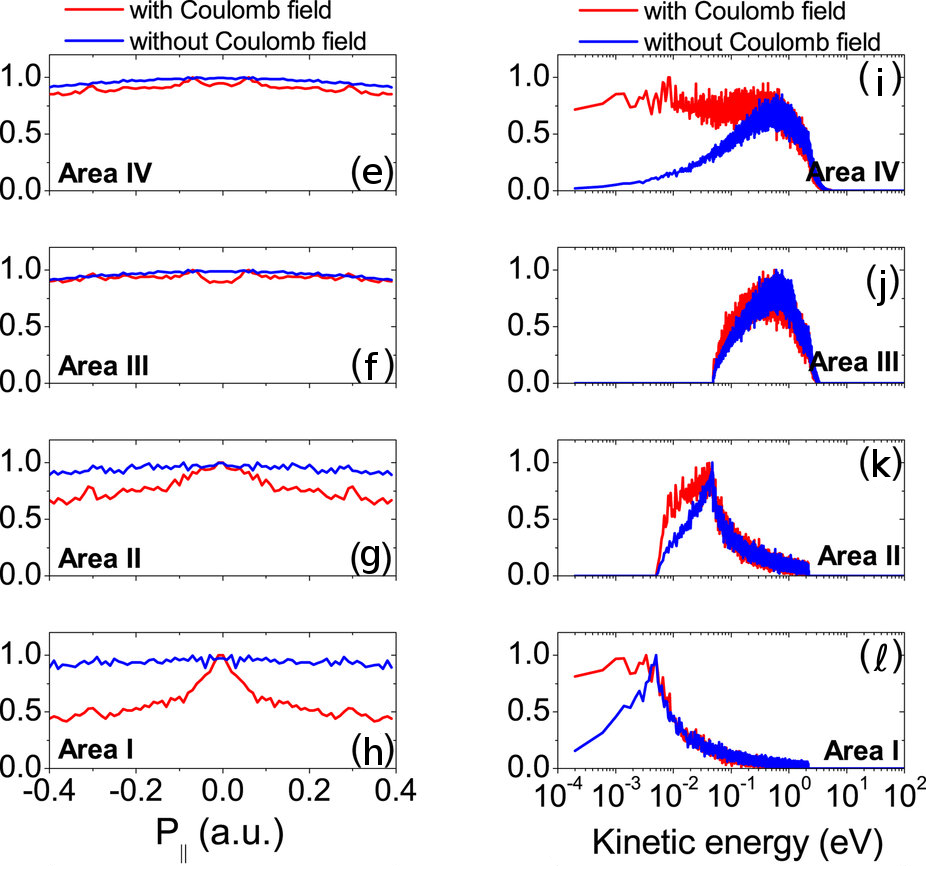 with Coulomb field
without Coulomb field
with Coulomb field
without Coulomb field
1.0
0.5
0.0
Area IV
(e)
1.0
0.5
0.0
Area IV
(i)
1.0
0.5
0.0
Area III
(f)
1.0
0.5
0.0
Area III
(j)
1.0
0.5
0.0
Area II
(g)
1.0
0.5
0.0
Area II
(k)
1.0
0.5
0.0
Area I
(h)
1.0
0.5
0.0
Area I
(ℓ)
-0.4 -0.2 0.0 0.2 0.4
10⁻⁴ 10⁻³ 10⁻² 10⁻¹ 10⁰ 10¹ 10²
P|| (a.u.)
Kinetic energy (eV)